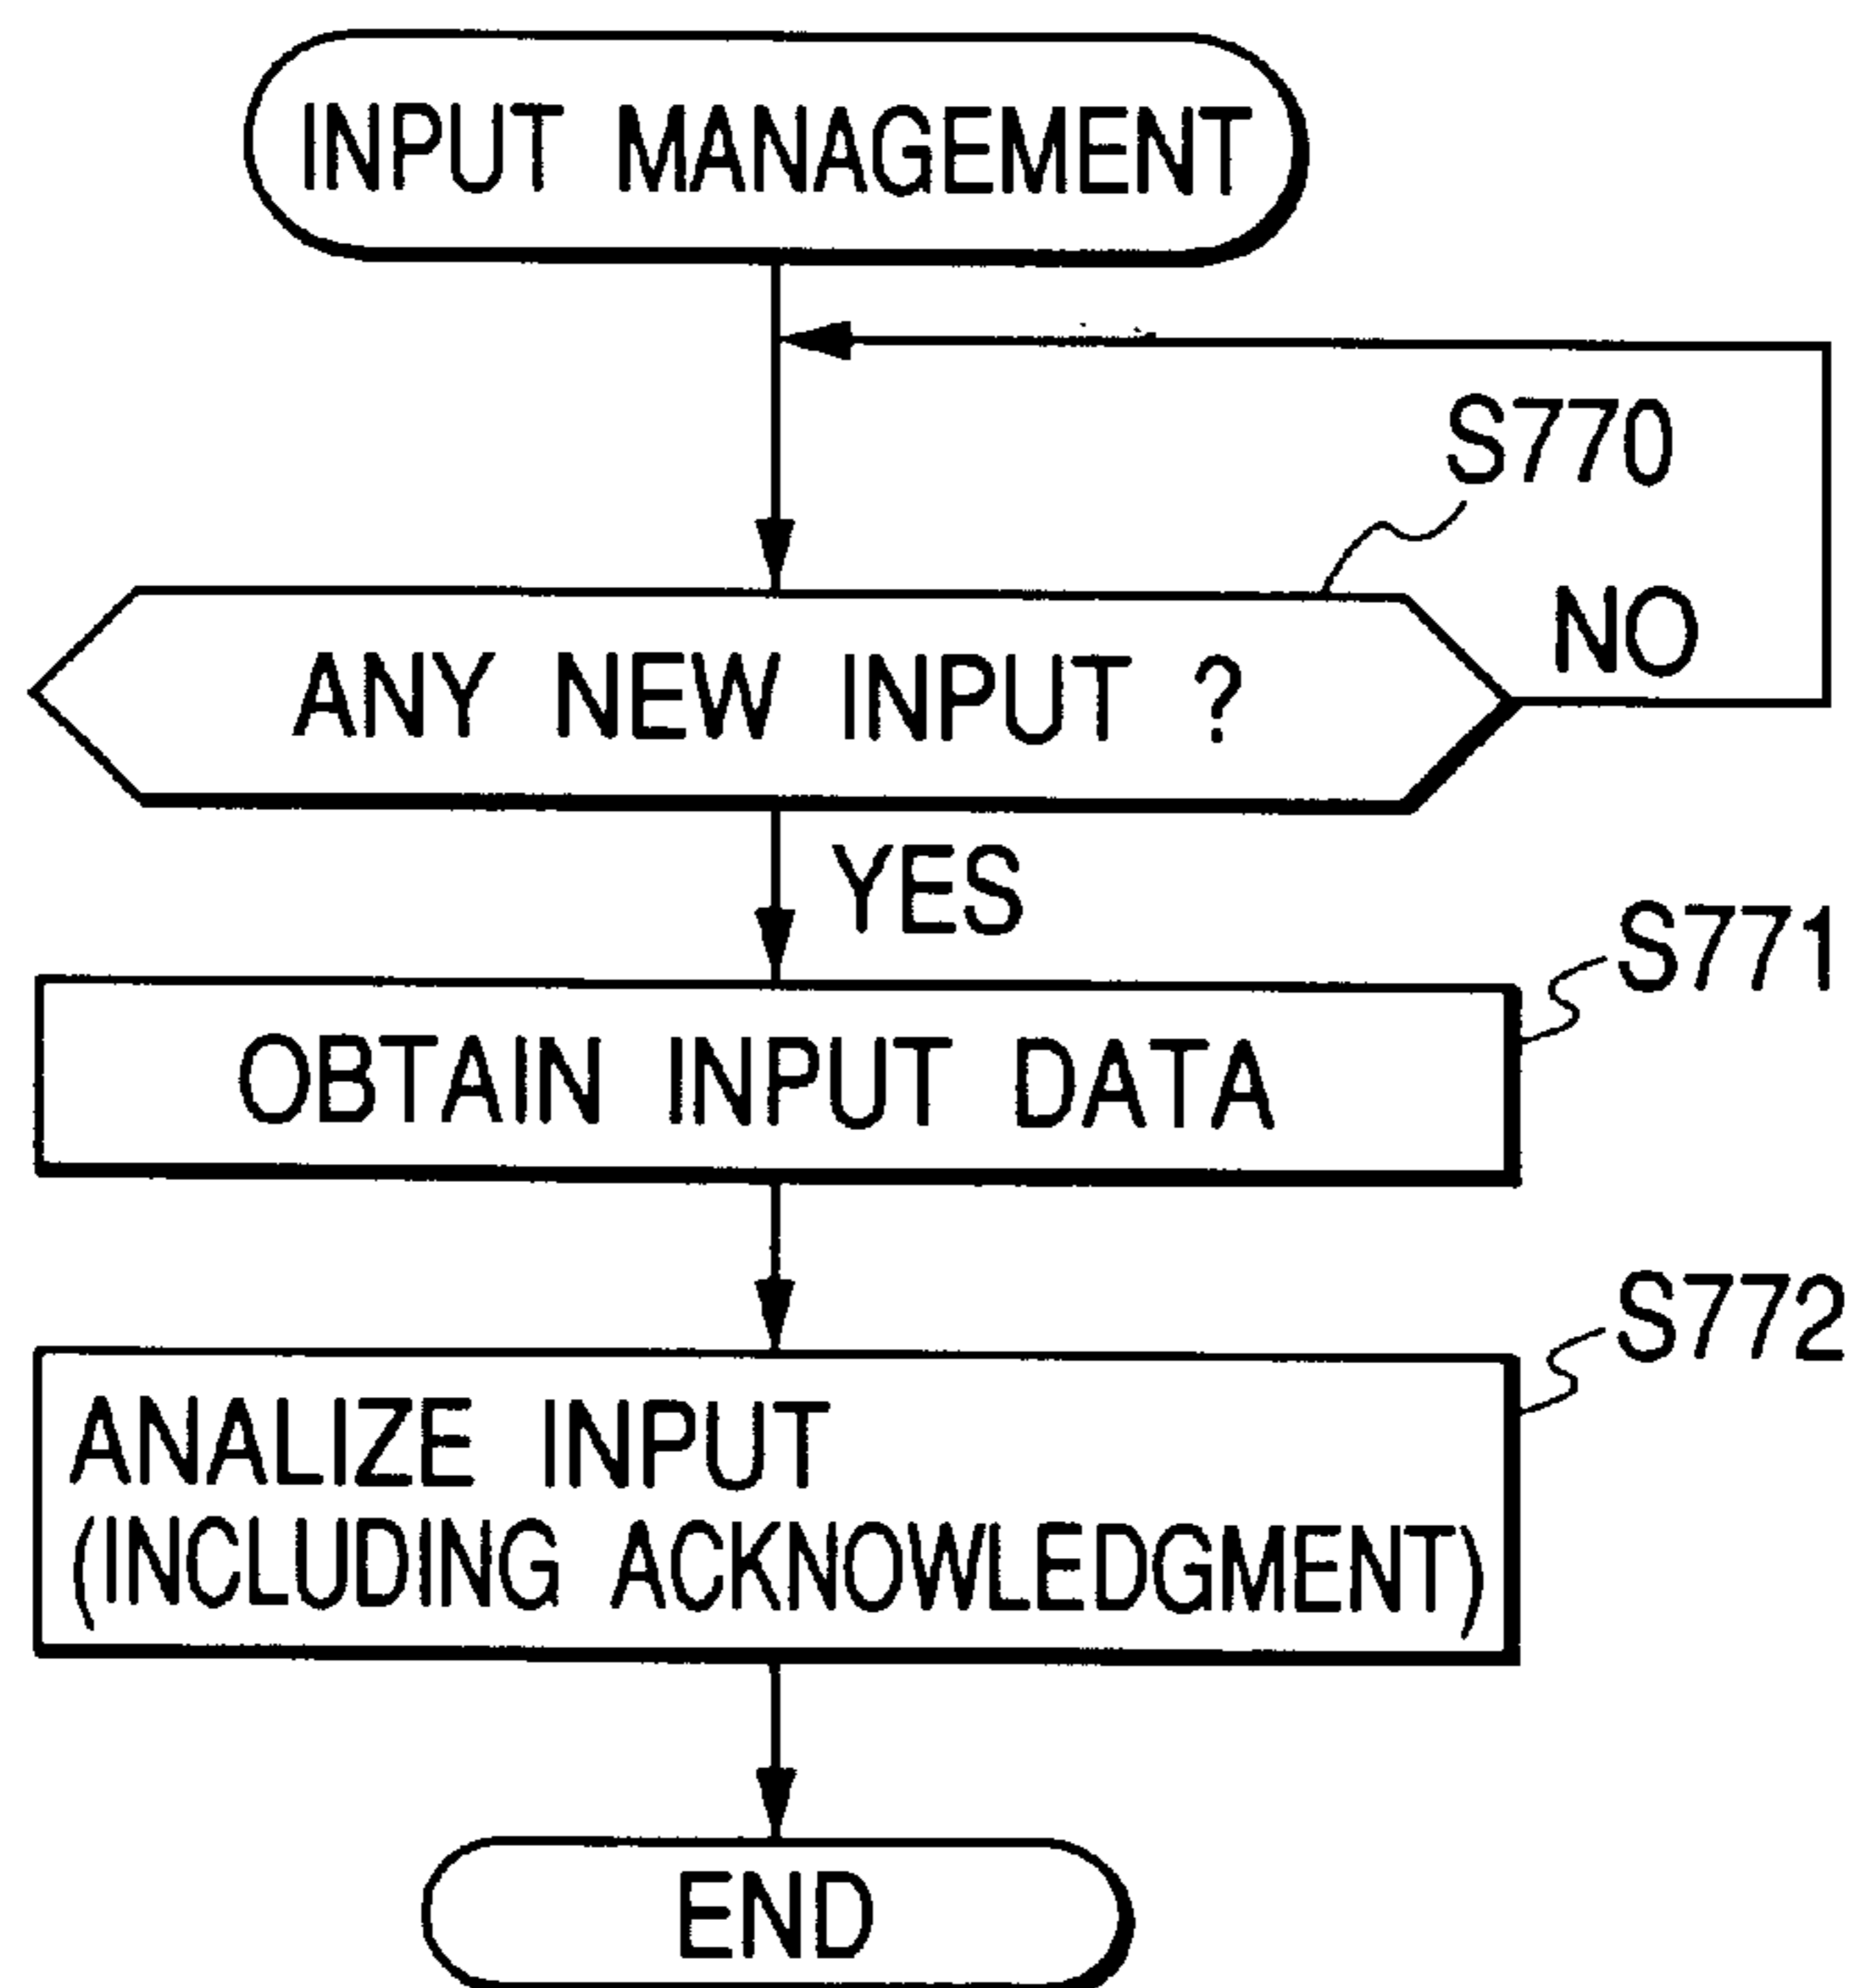 INPUT MANAGEMENT
S770
NO
ANY NEW INPUT ?
YES
S771
OBTAIN INPUT DATA
S772
ANALIZE INPUT
(INCLUDING ACKNOWLEDGMENT)
END